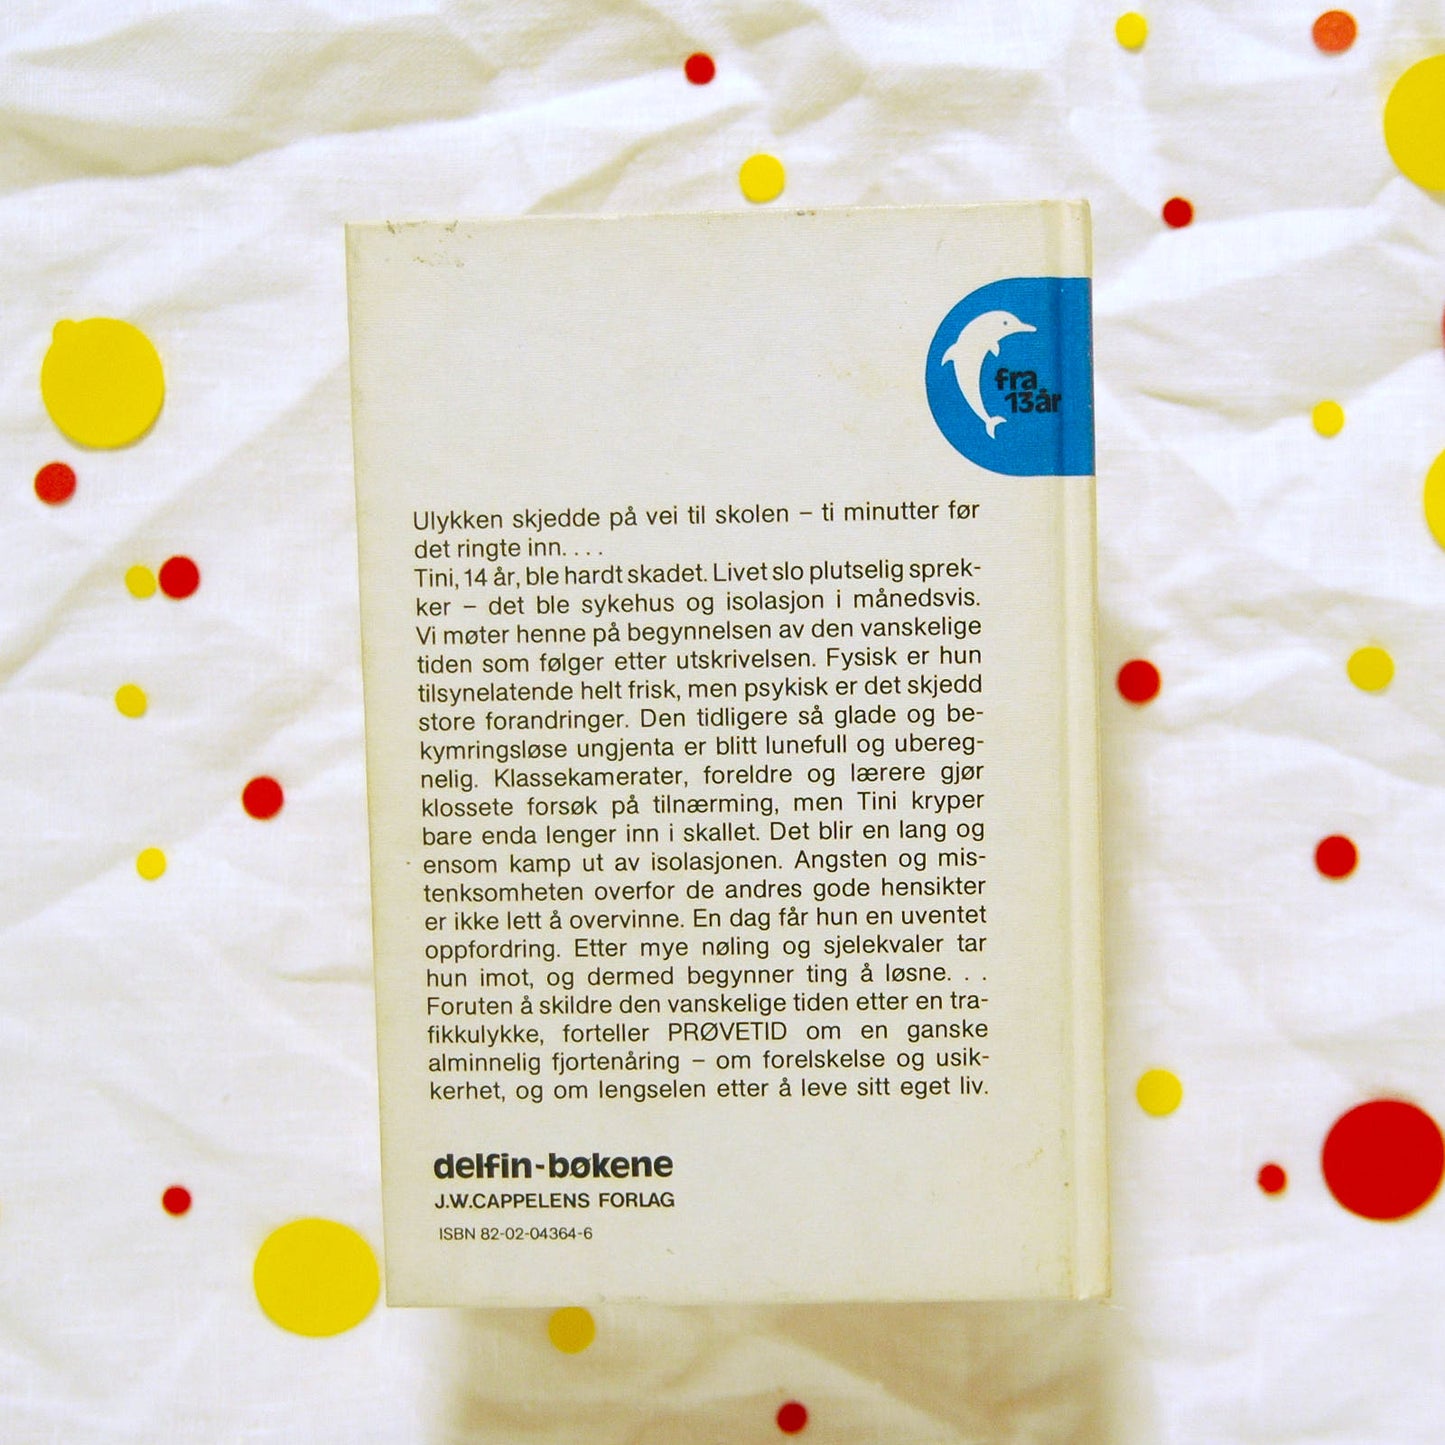 fra
13år
Ulykken skjedde på vei til skolen – ti minutter før
det ringte inn. . . .
Tini, 14 år, ble hardt skadet. Livet slo plutselig sprek-
ker – det ble sykehus og isolasjon i månedsvis.
Vi møter henne på begynnelsen av den vanskelige
tiden som følger etter utskrivelsen. Fysisk er hun
tilsynelatende helt frisk, men psykisk er det skjedd
store forandringer. Den tidligere så glade og be-
kymringsløse ungjenta er blitt lunefull og ubereg-
nelig. Klassekamerater, foreldre og lærere gjør
klossete forsøk på tilnærming, men Tini kryper
bare enda lenger inn i skallet. Det blir en lang og
ensom kamp ut av isolasjonen. Angsten og mis-
tenksomheten overfor de andres gode hensikter
er ikke lett å overvinne. En dag får hun en uventet
oppfordring. Etter mye nøling og sjelekvaler tar
hun imot, og dermed begynner ting å løsne. . .
Foruten å skildre den vanskelige tiden etter en tra-
fikkulykke, forteller PRØVETID om en ganske
alminnelig fjortenåring – om forelskelse og usik-
kerhet, og om lengselen etter å leve sitt eget liv.
delfin-bøkene
J.W.CAPPELENS FORLAG
ISBN 82-02-04364-6